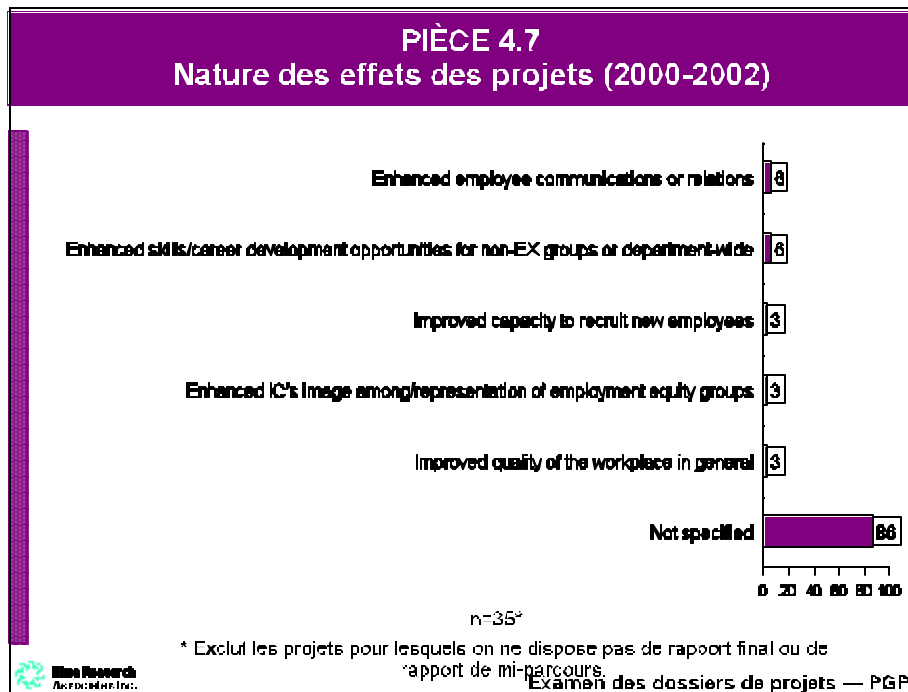 PIÈCE 4.7
Nature des effets des projets (2000-2002)
Enhanced employee communications or relations 6
Enhanced skills/career development opportunities for non-EX groups or department-wide 6
Improved capacity to recruit new employees 3
Enhanced IC's image among/representation of employment equity groups 3
Improved quality of the workplace in general 3
Not specified 86
0 20 40 60 80 100
n=35*
* Exclut les projets pour lesquels on ne dispose pas de rapport final ou de
rapport de mi-parcours
Research
Associates Inc.
Examen des dossiers de projets — PGP